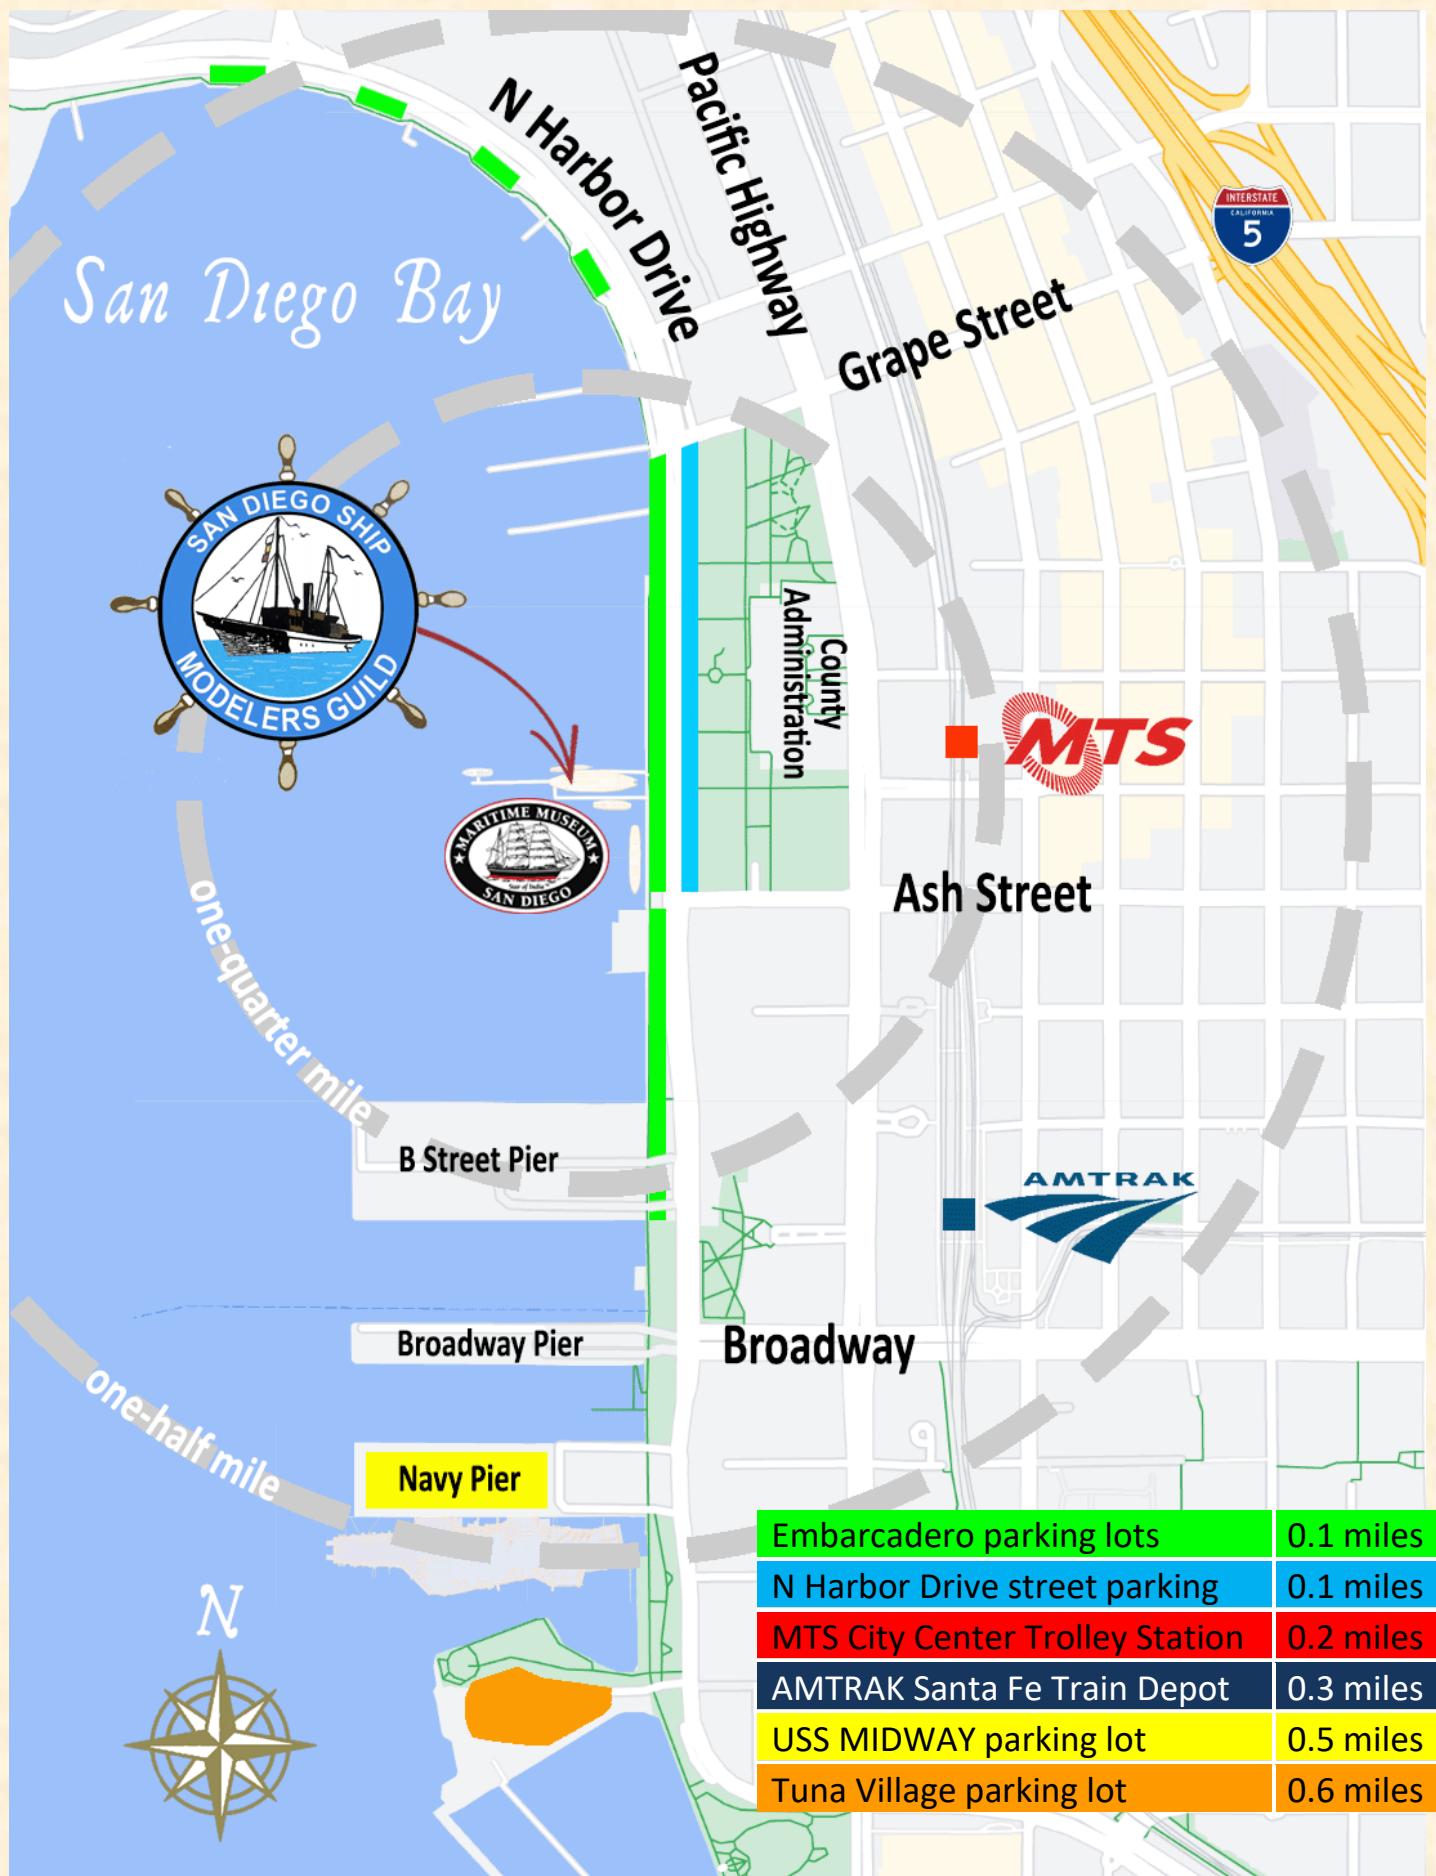 N Harbor Drive
Pacific Highway
INTERSTATE
CALIFORNIA
5
San Diego Bay
Grape Street
SAN DIEGO SHIP
MODELERS GUILD
County
Administration
MTS
MARITIME MUSEUM
Star of India
SAN DIEGO
Ash Street
one-quarter mile
B Street Pier
AMTRAK
Broadway Pier
Broadway
one-half mile
Navy Pier
N
Embarcadero parking lots 0.1 miles
N Harbor Drive street parking 0.1 miles
MTS City Center Trolley Station 0.2 miles
AMTRAK Santa Fe Train Depot 0.3 miles
USS MIDWAY parking lot 0.5 miles
Tuna Village parking lot 0.6 miles